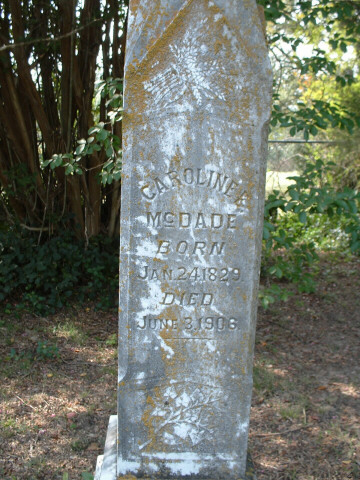 CAROLINE E.
McDADE
BORN
JAN. 24. 1829.
DIED
JUNE 3. 1906.